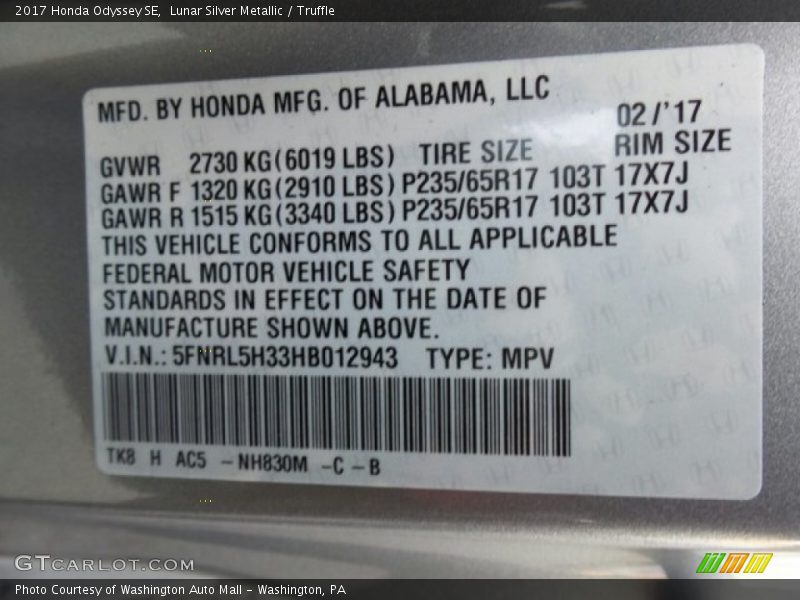 2017 Honda Odyssey SE, Lunar Silver Metallic / Truffle
MFD. BY HONDA MFG. OF ALABAMA, LLC
02 /'17
GVWR 2730 KG (6019 LBS) TIRE SIZE RIM SIZE
GAWR F 1320 KG (2910 LBS) P235/65R17 103T 17X7J
GAWR R 1515 KG (3340 LBS) P235/65R17 103T 17X7J
THIS VEHICLE CONFORMS TO ALL APPLICABLE
FEDERAL MOTOR VEHICLE SAFETY
STANDARDS IN EFFECT ON THE DATE OF
MANUFACTURE SHOWN ABOVE.
V.I.N.: 5FNRL5H33HB012943 TYPE: MPV
TK8 H AC5 -NH830M -C-B
GTCARLOT.COM
Photo Courtesy of Washington Auto Mall - Washington, PA